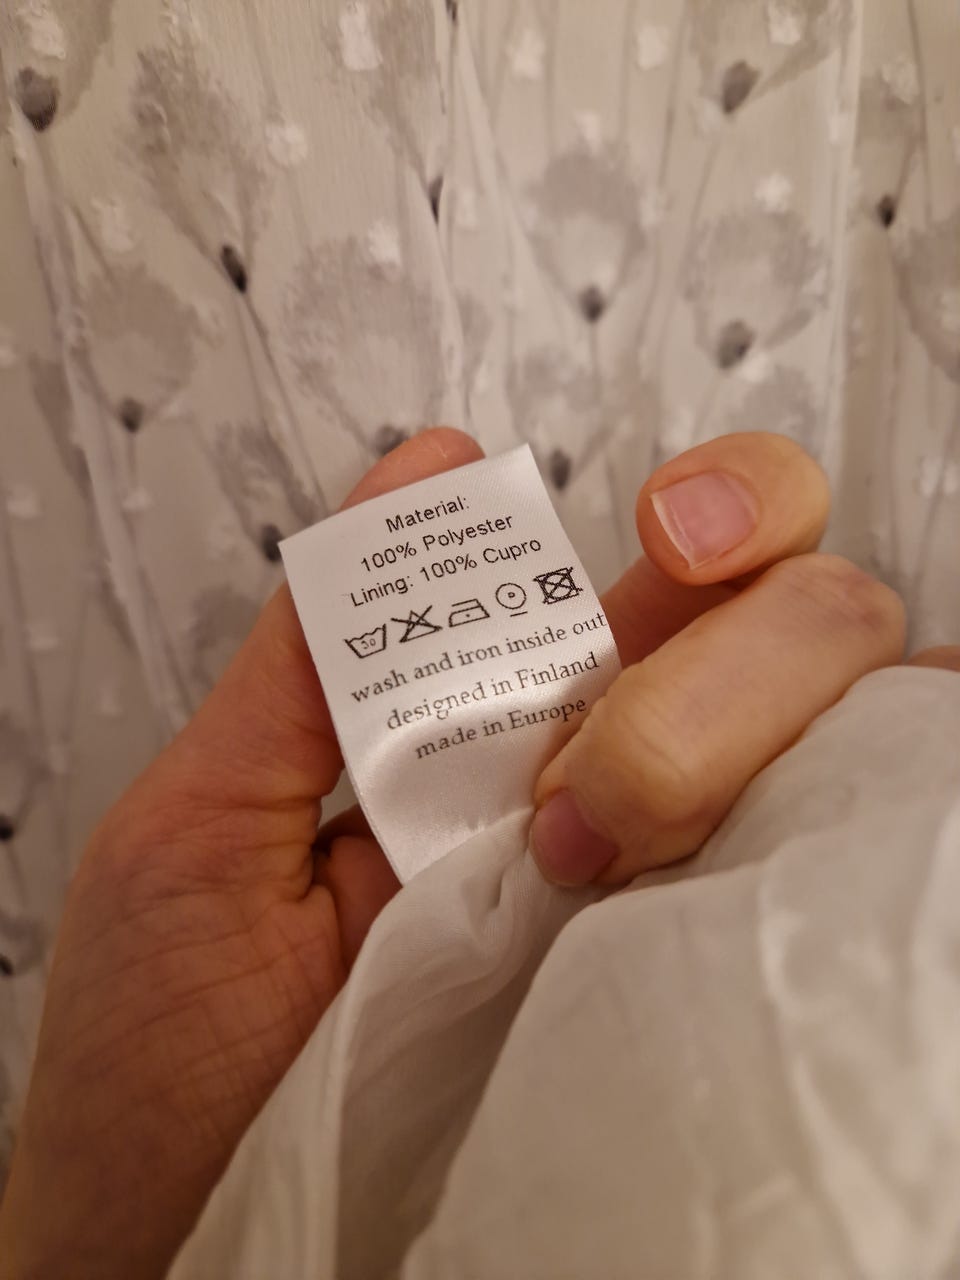 Material:
100% Polyester
Lining: 100% Cupro
30
wash and iron inside out
designed in Finland
made in Europe